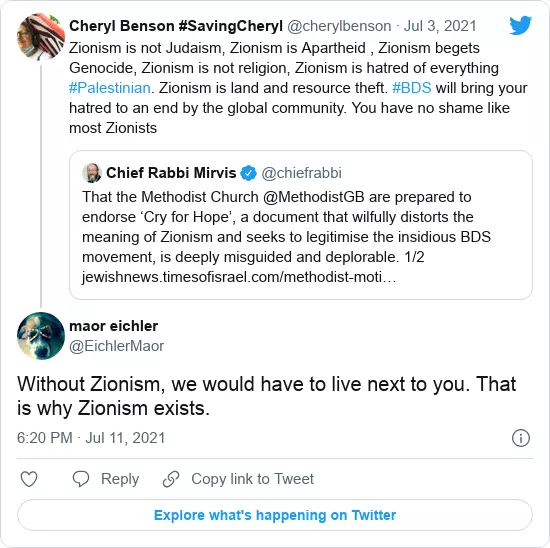 Cheryl Benson #SavingCheryl @cherylbenson · Jul 3, 2021
Zionism is not Judaism, Zionism is Apartheid , Zionism begets
Genocide, Zionism is not religion, Zionism is hatred of everything
#Palestinian. Zionism is land and resource theft. #BDS will bring your
hatred to an end by the global community. You have no shame like
most Zionists
Chief Rabbi Mirvis @chiefrabbi
That the Methodist Church @MethodistGB are prepared to
endorse ‘Cry for Hope’, a document that wilfully distorts the
meaning of Zionism and seeks to legitimise the insidious BDS
movement, is deeply misguided and deplorable. 1/2
jewishnews.timesofisrael.com/methodist-moti…
maor eichler
@EichlerMaor
Without Zionism, we would have to live next to you. That
is why Zionism exists.
6:20 PM · Jul 11, 2021
Reply Copy link to Tweet
Explore what's happening on Twitter